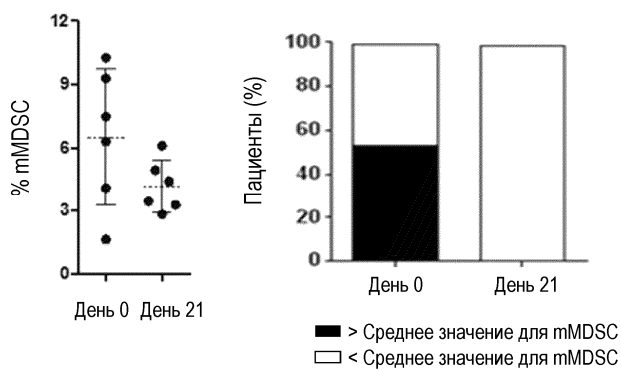 % mMDSC
12
9
6
3
0
День 0 День 21
Пациенты (%)
100
80
60
40
20
0
День 0 День 21
> Среднее значение для mMDSC
< Среднее значение для mMDSC